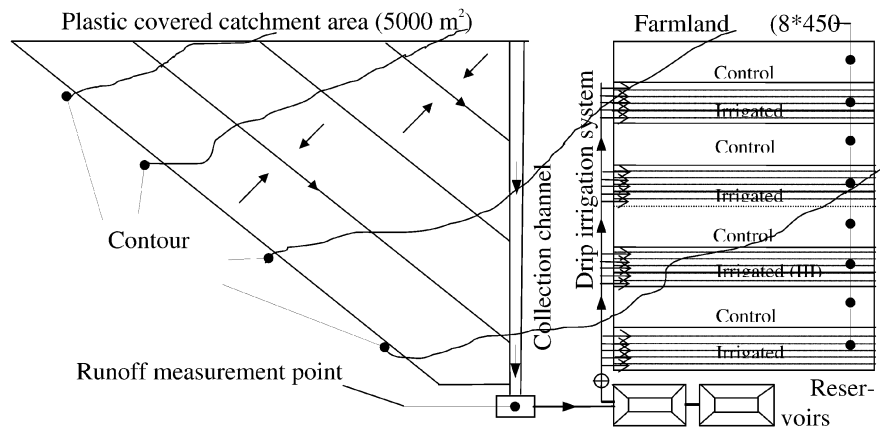 Plastic covered catchment area (5000 m²)
Farmland (8*450
Control
Irrigated
Control
Irrigated
Control
Irrigated (III)
Control
Irrigated
Drip irrigation system
Collection channel
Contour
Runoff measurement point
Reser-
voirs